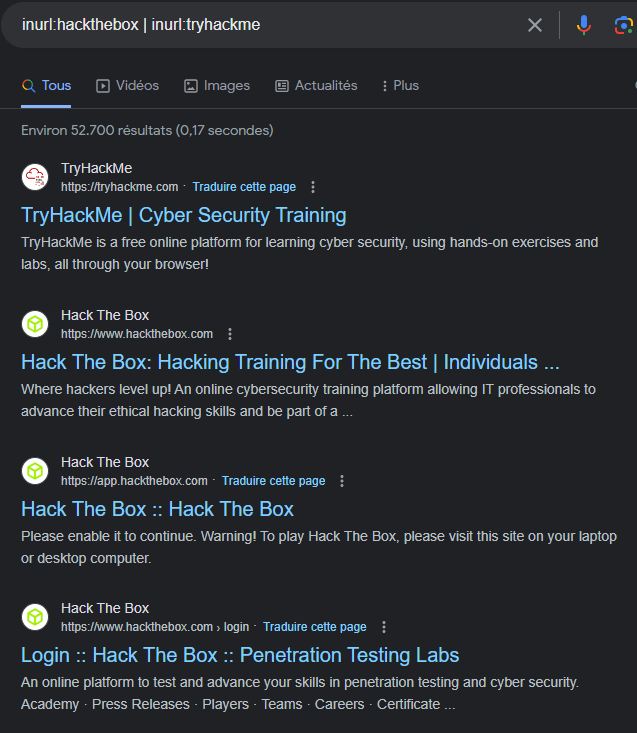 inurl:hackthebox | inurl:tryhackme
Tous Vidéos Images Actualités Plus
Environ 52.700 résultats (0,17 secondes)
TryHackMe
https://tryhackme.com · Traduire cette page
TryHackMe | Cyber Security Training
TryHackMe is a free online platform for learning cyber security, using hands-on exercises and
labs, all through your browser!
Hack The Box
https://www.hackthebox.com
Hack The Box: Hacking Training For The Best | Individuals ...
Where hackers level up! An online cybersecurity training platform allowing IT professionals to
advance their ethical hacking skills and be part of a ...
Hack The Box
https://app.hackthebox.com · Traduire cette page
Hack The Box :: Hack The Box
Please enable it to continue. Warning! To play Hack The Box, please visit this site on your laptop
or desktop computer.
Hack The Box
https://www.hackthebox.com › login · Traduire cette page
Login :: Hack The Box :: Penetration Testing Labs
An online platform to test and advance your skills in penetration testing and cyber security.
Academy · Press Releases · Players · Teams · Careers · Certificate ...